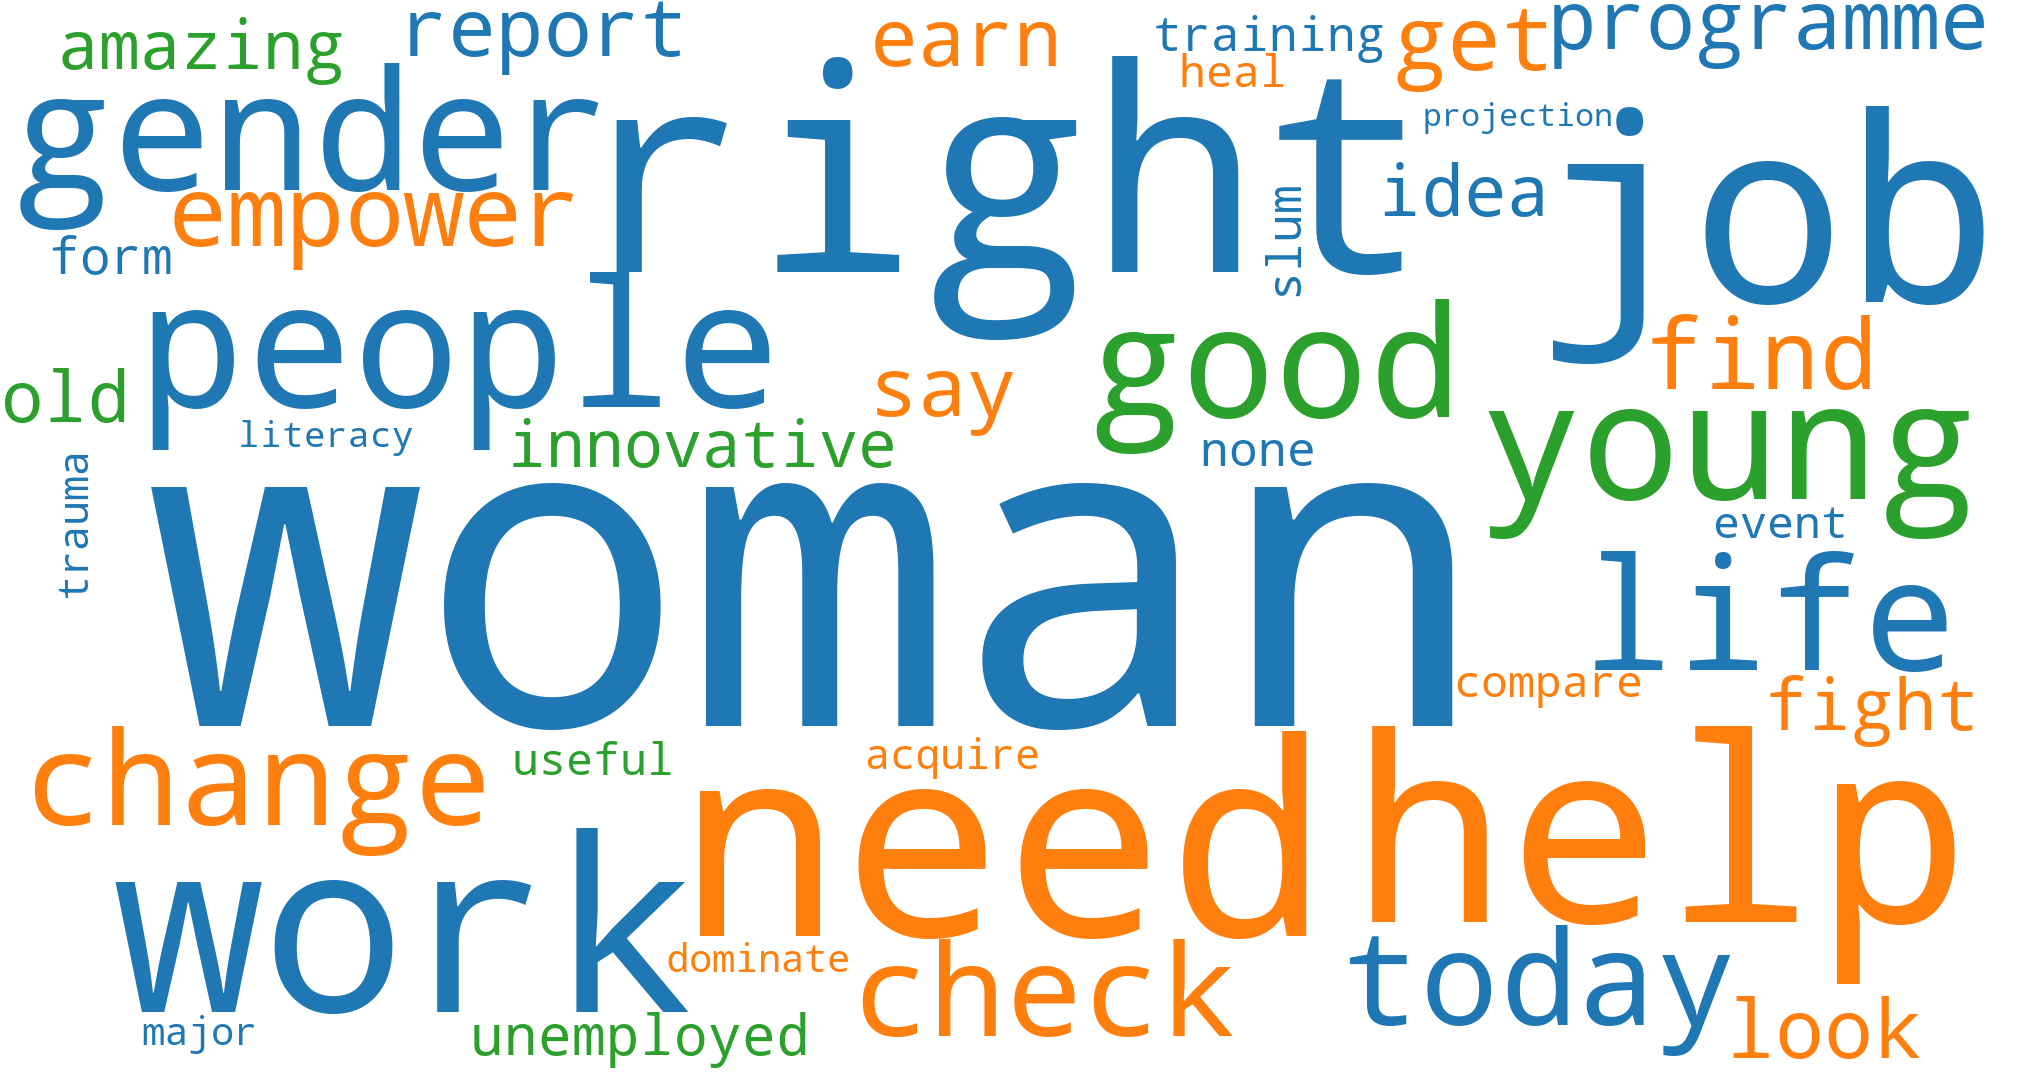 amazing
report
earn
training
get
programme
heal
gender
right
job
projection
empower
idea
slum
form
people
good
find
old
say
young
literacy
innovative
none
trauma
woman
event
life
compare
fight
change
useful
acquire
need
help
work
dominate
check
today
major
unemployed
look